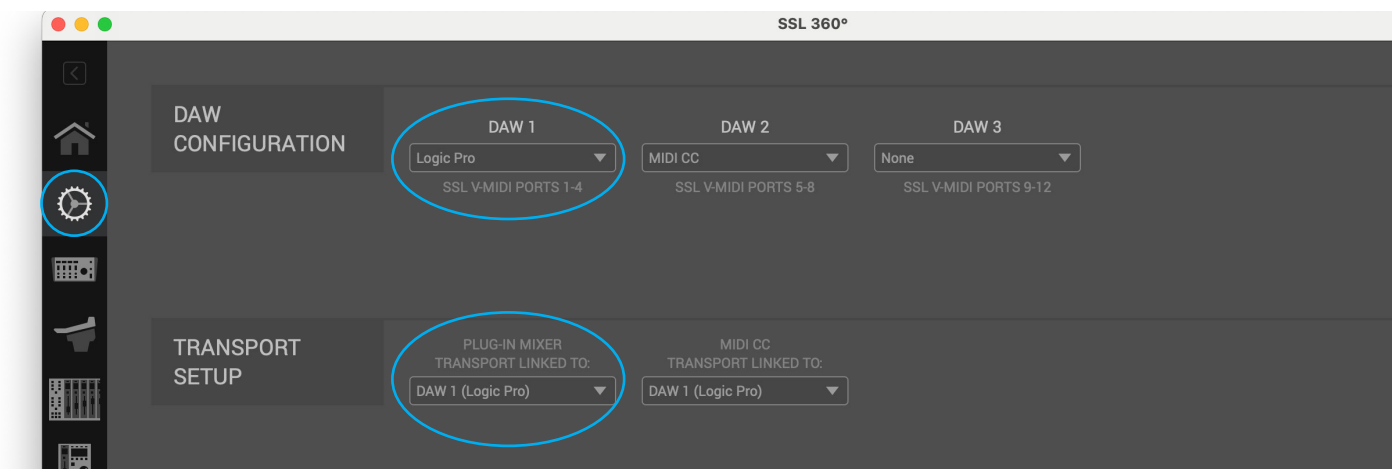 SSL 360°
DAW
CONFIGURATION
DAW 1
DAW 2
DAW 3
Logic Pro
MIDI CC
None
SSL V-MIDI PORTS 1-4
SSL V-MIDI PORTS 5-8
SSL V-MIDI PORTS 9-12
TRANSPORT
SETUP
PLUG-IN MIXER
TRANSPORT LINKED TO:
DAW 1 (Logic Pro)
MIDI CC
TRANSPORT LINKED TO:
DAW 1 (Logic Pro)